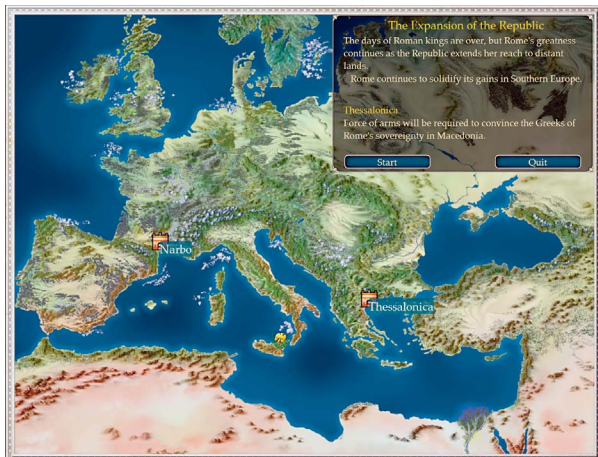 The Expansion of the Republic
The days of Roman kings are over, but Rome's greatness
continues as the Republic extends her reach to distant
lands.
Rome continues to solidify its gains in Southern Europe.
Thessalonica
Force of arms will be required to convince the Greeks of
Rome's sovereignty in Macedonia.
Start
Quit
Narbo
Thessalonica